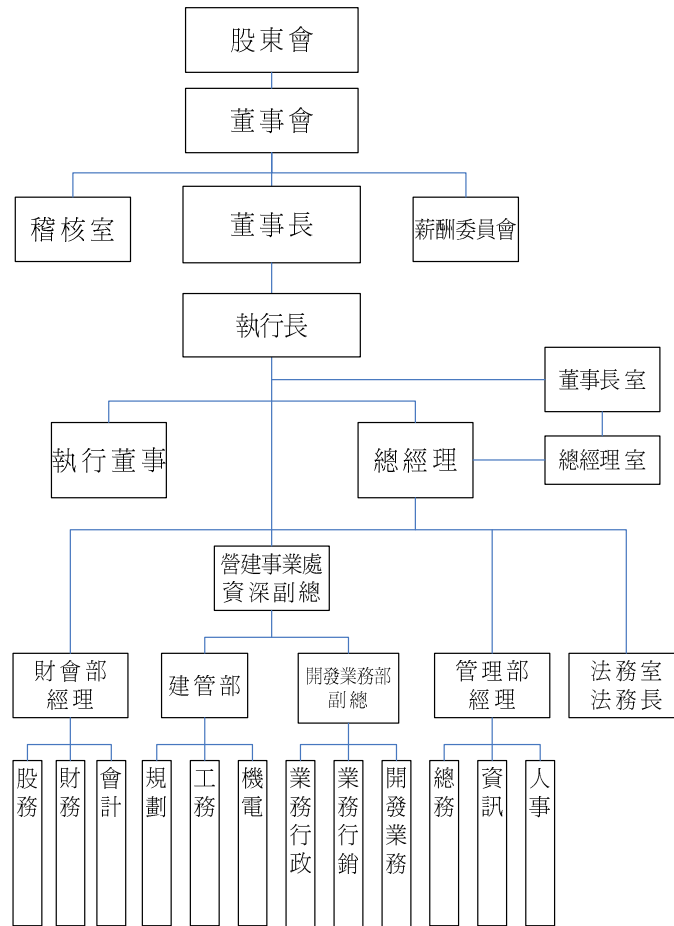 股東會
董事會
稽核室
董事長
薪酬委員會
執行長
董事長室
執行董事
總經理
總經理室
營建事業處
資深副總
財會部
經理
建管部
開發業務部
副總
管理部
經理
法務室
法務長
股務
財務
會計
規劃
工務
機電
業務行政
業務行銷
開發業務
總務
資訊
人事